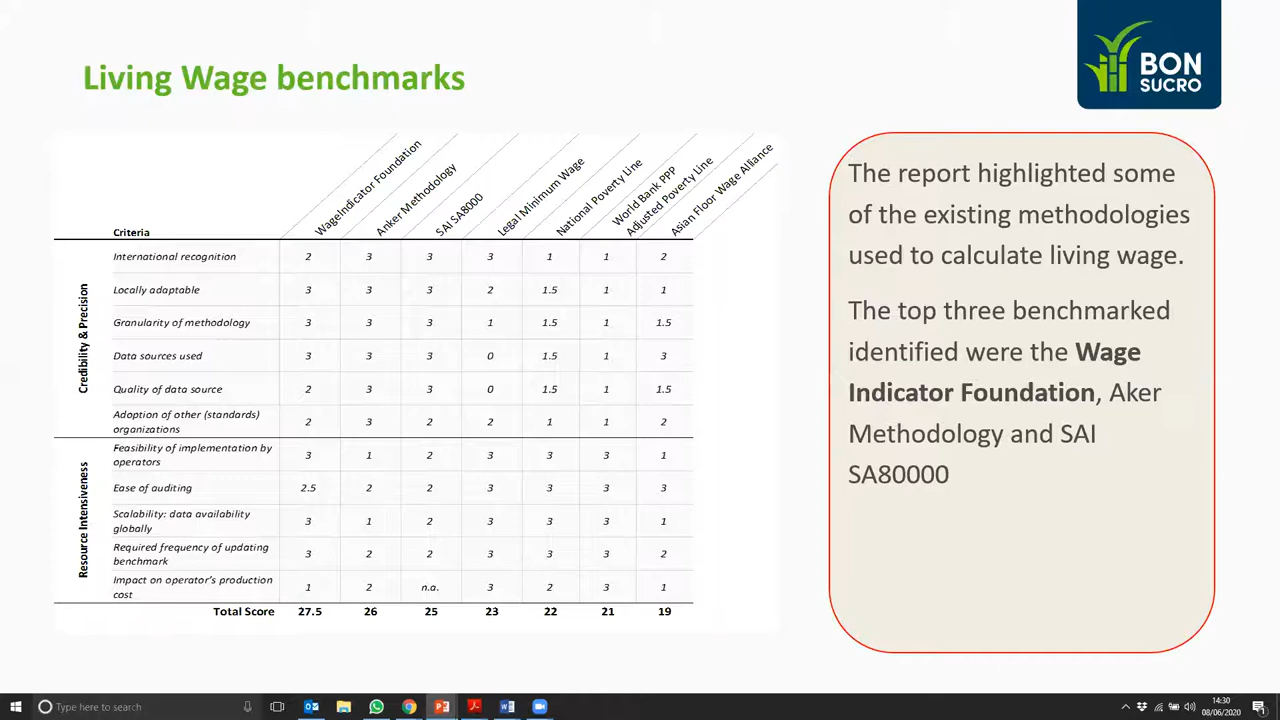 Living Wage benchmarks
BON
SUCRO
Criteria
WageIndicator Foundation
Anker Methodology
SAI SA8000
Legal Minimum Wage
National Poverty Line
World Bank PPP
Adjusted Poverty Line
Asian Floor Wage Alliance
Credibility & Precision
International recognition 2 3 3 3 1 1 2
Locally adaptable 3 3 3 2 1.5 1 1
Granularity of methodology 3 3 3 1 1.5 1 1.5
Data sources used 3 3 3 0 1.5 1 3
Quality of data source 2 3 3 0 1.5 1 1.5
Adoption of other (standards)
organizations 2 3 2 2 1 1 2
Resource Intensiveness
Feasibility of implementation by
operators 3 1 2 3 3 3 1
Ease of auditing 2.5 2 2 3 3 3 3
Scalability: data availability
globally 3 1 2 3 3 3 1
Required frequency of updating
benchmark 3 2 2 3 3 3 2
Impact on operator's production
cost 1 2 n.a. 3 2 3 1
Total Score 27.5 26 25 23 22 21 19
The report highlighted some
of the existing methodologies
used to calculate living wage.
The top three benchmarked
identified were the Wage
Indicator Foundation, Aker
Methodology and SAI
SA80000
Type here to search
14:30
08/06/2020